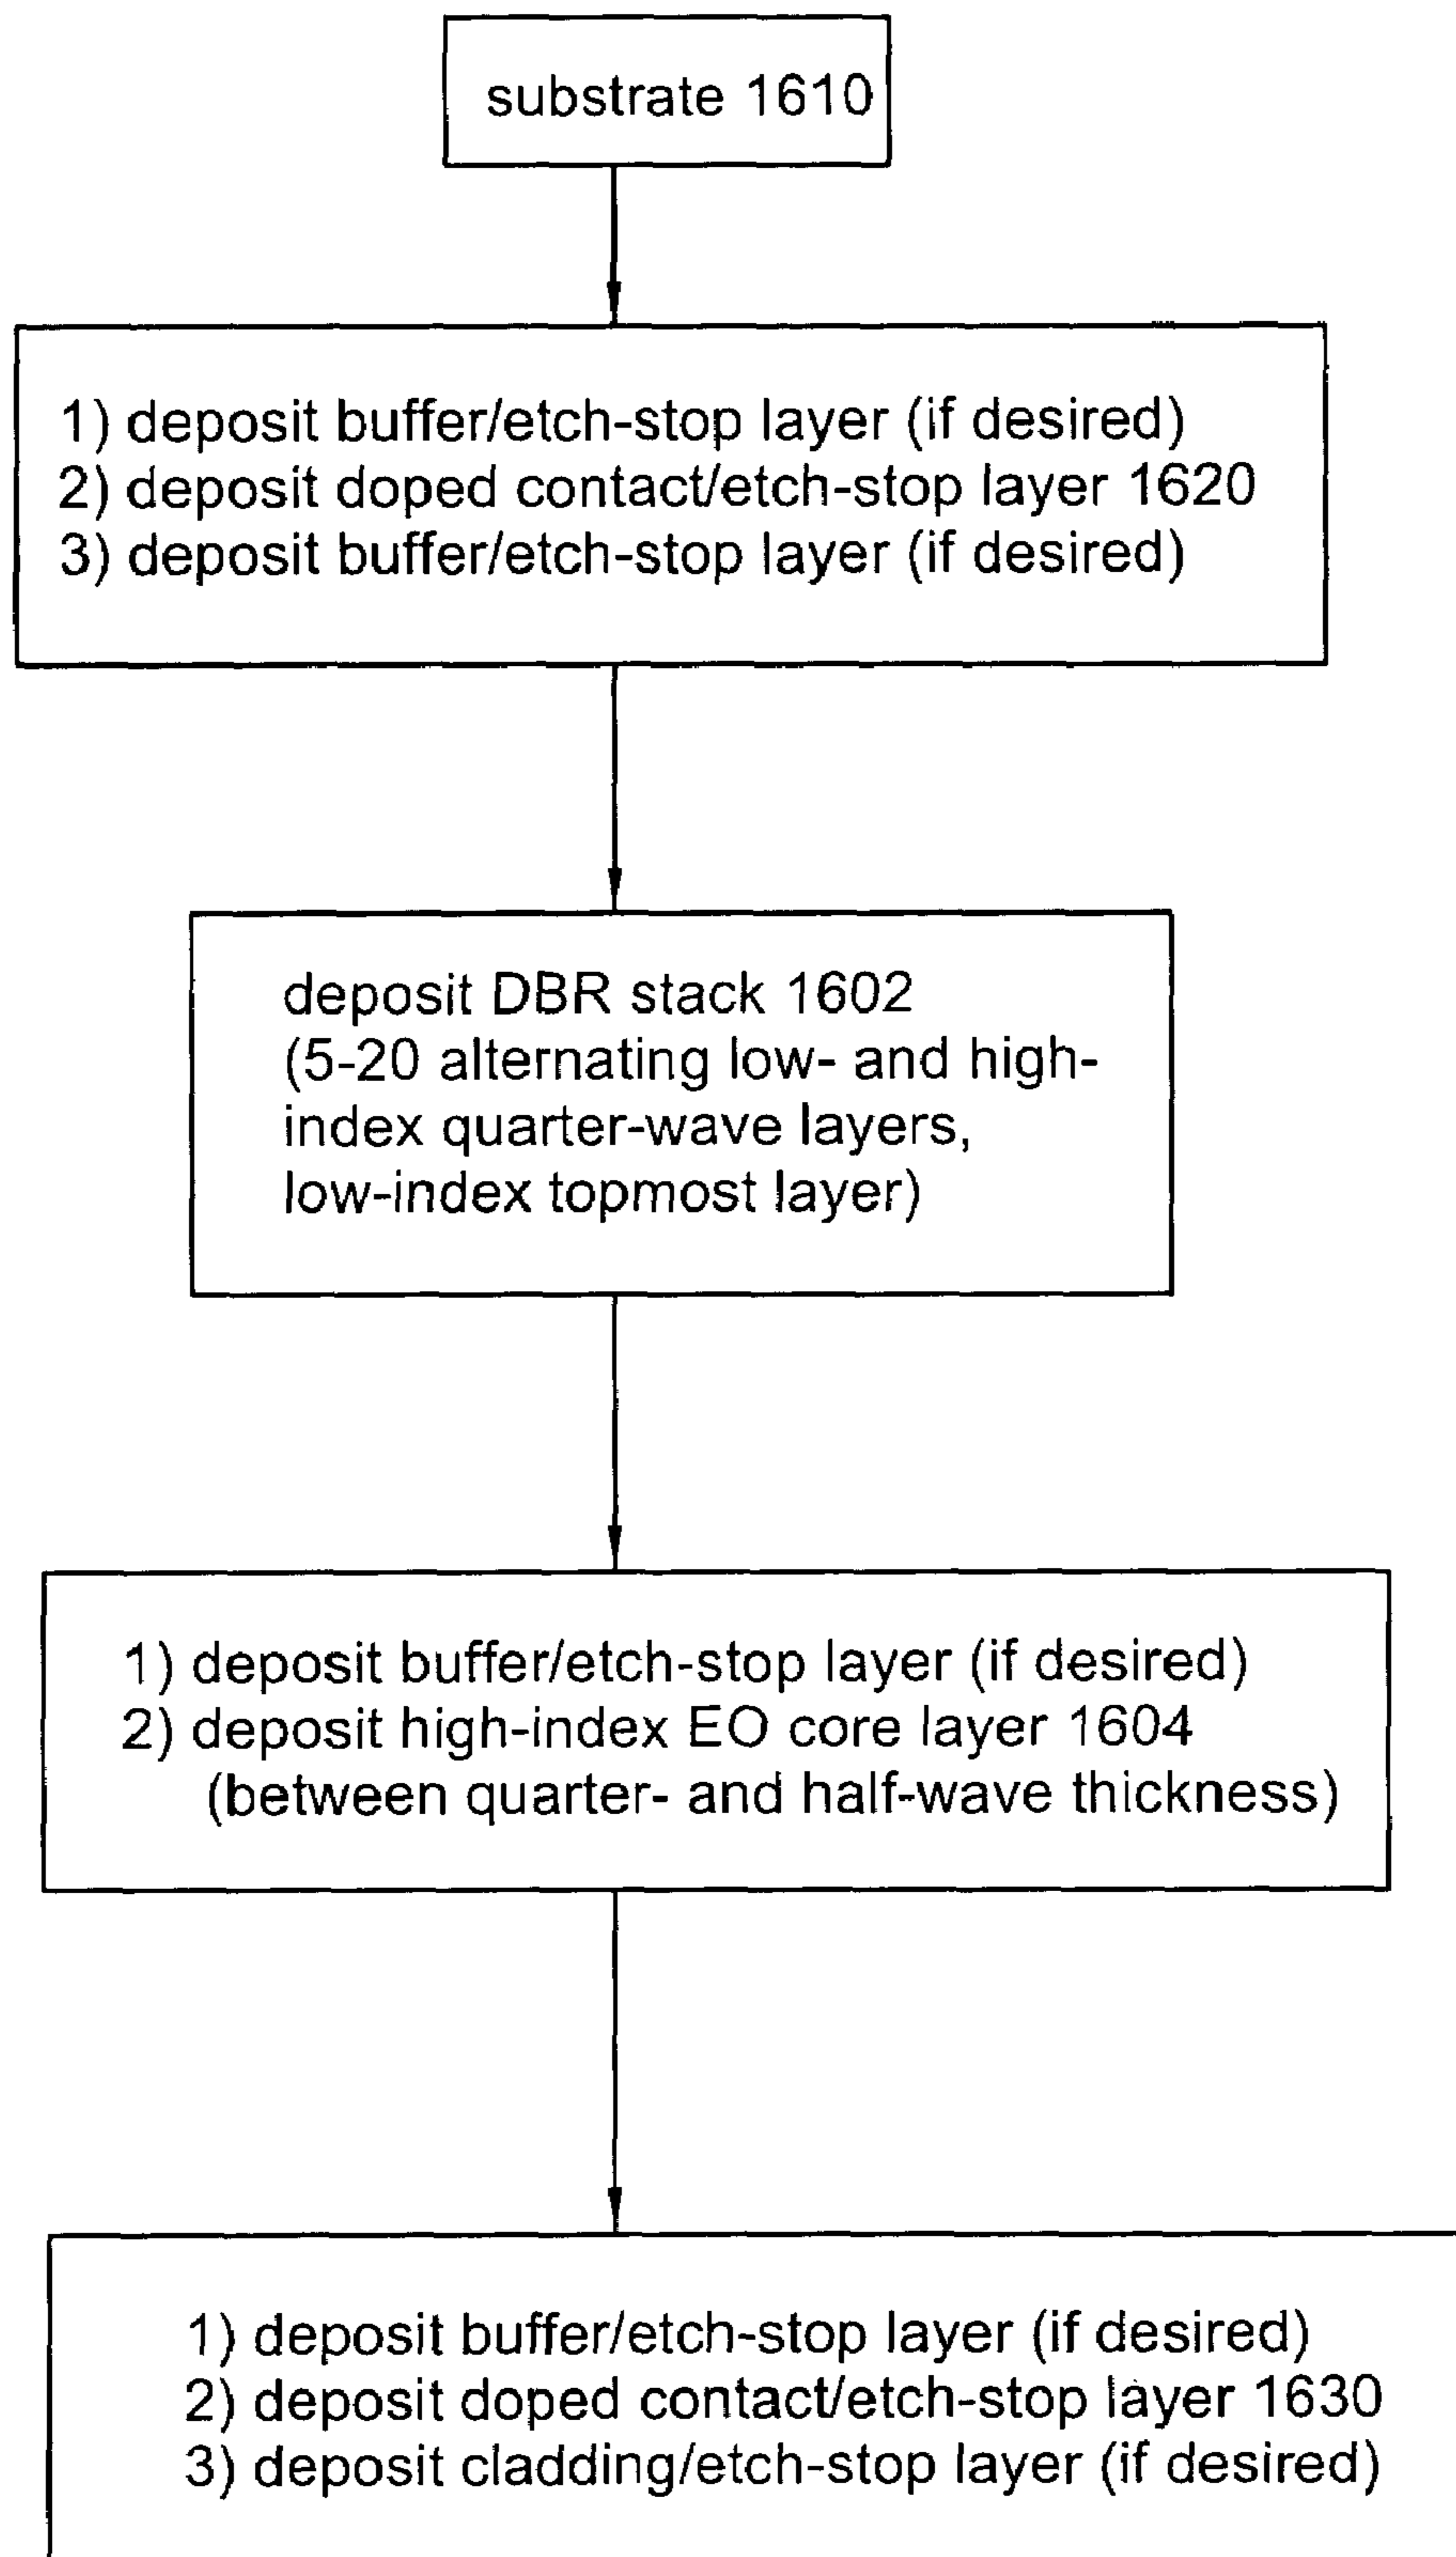 substrate 1610
1) deposit buffer/etch-stop layer (if desired)
2) deposit doped contact/etch-stop layer 1620
3) deposit buffer/etch-stop layer (if desired)
deposit DBR stack 1602
(5-20 alternating low- and high-
index quarter-wave layers,
low-index topmost layer)
1) deposit buffer/etch-stop layer (if desired)
2) deposit high-index EO core layer 1604
(between quarter- and half-wave thickness)
1) deposit buffer/etch-stop layer (if desired)
2) deposit doped contact/etch-stop layer 1630
3) deposit cladding/etch-stop layer (if desired)